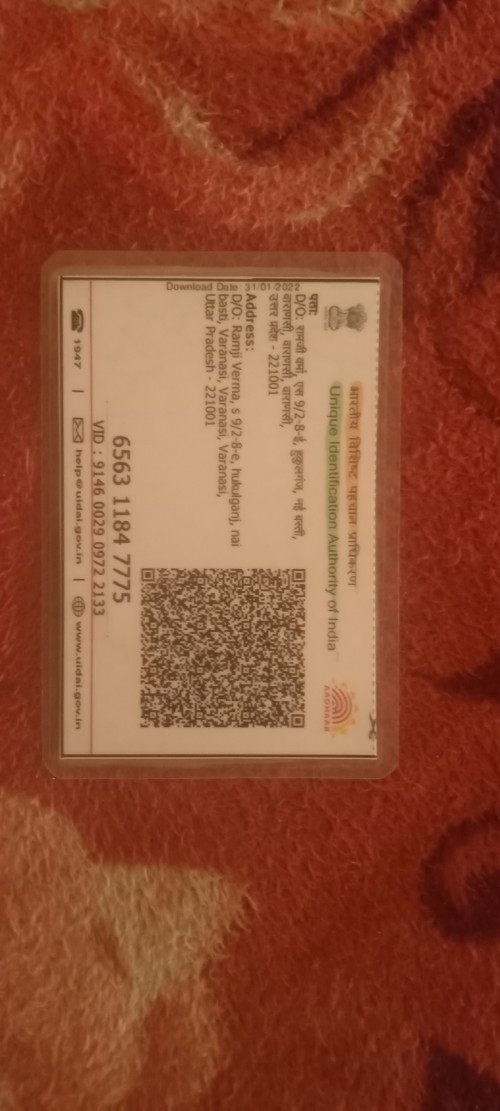 भारतीय विशिष्ट पहचान प्राधिकरण
Unique Identification Authority of India
AADHAAR
Download Date: 31/01/2022
पता:
D/O: रामजी वर्मा, एस 9/2-8-ई, हुकुलगंज, नई बस्ती,
वाराणसी, वाराणसी, वाराणसी,
उत्तर प्रदेश - 221001
Address:
D/O: Ramji Verma, s 9/2-8-e, hukulganj, nai
basti, Varanasi, Varanasi, Varanasi,
Uttar Pradesh - 221001
6563 1184 7775
VID : 9146 0029 0972 2133
1947 | help@uidai.gov.in | www.uidai.gov.in